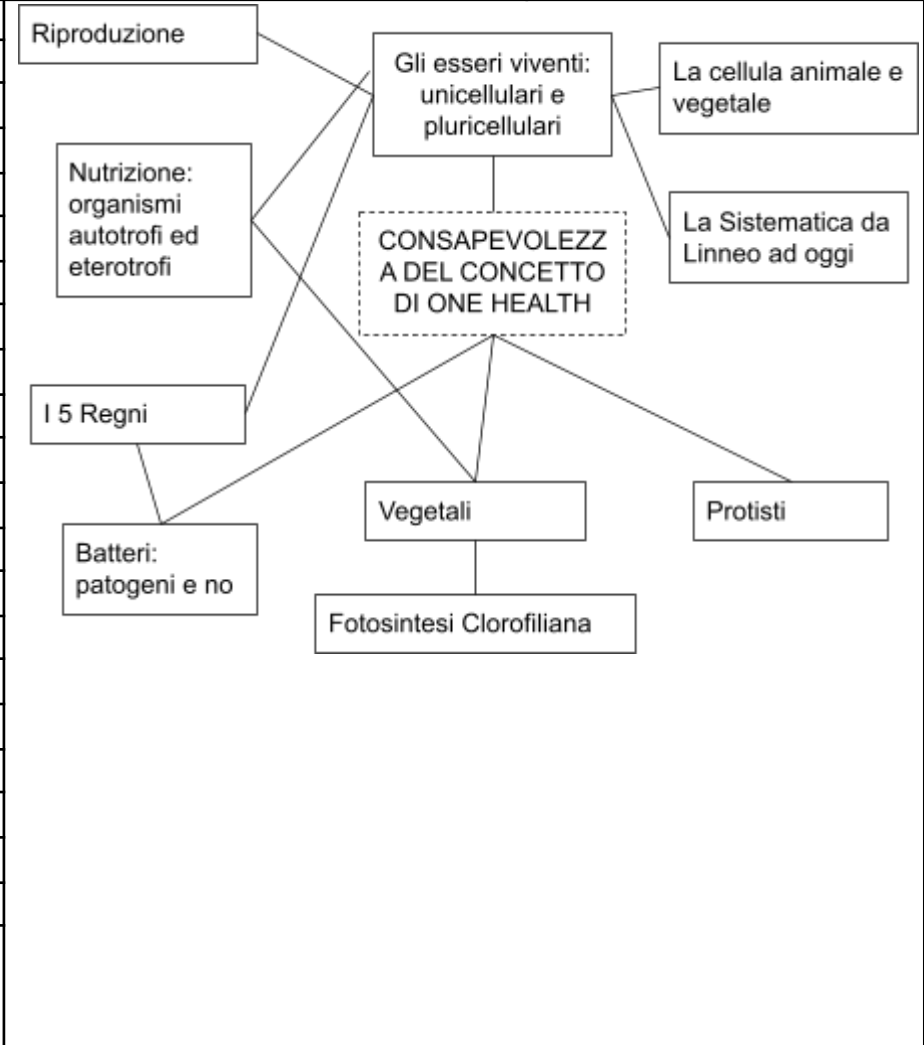 Riproduzione
Gli esseri viventi:
unicellulari e
pluricellulari
La cellula animale e
vegetale
Nutrizione:
organismi
autotrofi ed
eterotrofi
La Sistematica da
Linneo ad oggi
CONSAPEVOLEZZ
A DEL CONCETTO
DI ONE HEALTH
I 5 Regni
Vegetali
Protisti
Batteri:
patogeni e no
Fotosintesi Clorofiliana